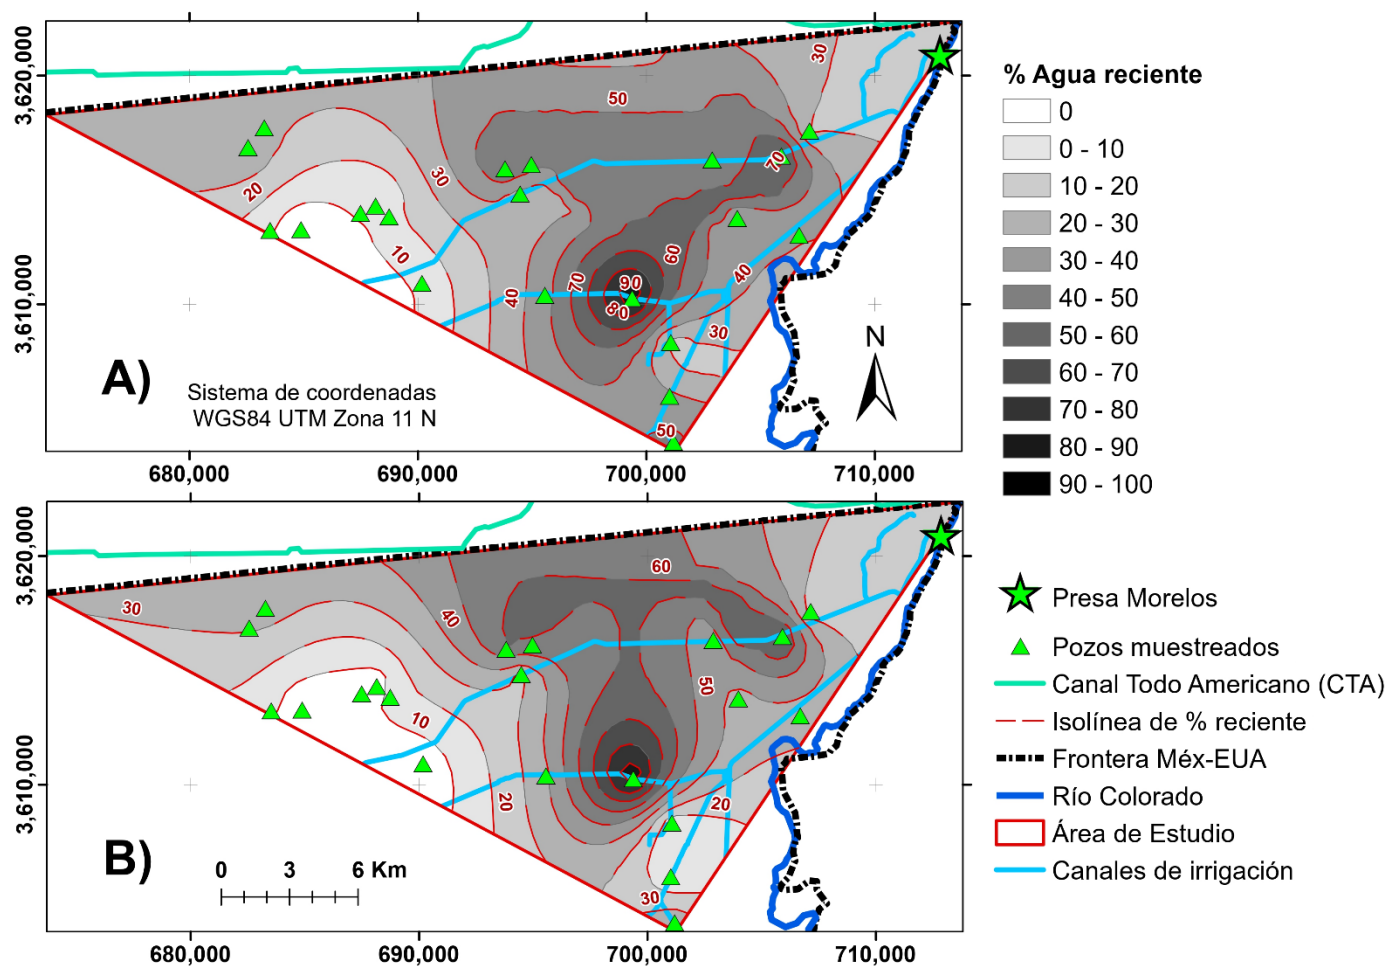 3,620,000
3,610,000
30
50
70
20
30
10
60
40
70
90
80
40
30
50
A)
Sistema de coordenadas
WGS84 UTM Zona 11 N
N
680,000
690,000
700,000
710,000
3,620,000
3,610,000
60
30
40
50
10
20
20
30
B)
0 3 6 Km
680,000
690,000
700,000
710,000
% Agua reciente
0
0 - 10
10 - 20
20 - 30
30 - 40
40 - 50
50 - 60
60 - 70
70 - 80
80 - 90
90 - 100
Presa Morelos
Pozos muestreados
Canal Todo Americano (CTA)
Isolínea de % reciente
Frontera Méx-EUA
Río Colorado
Área de Estudio
Canales de irrigación